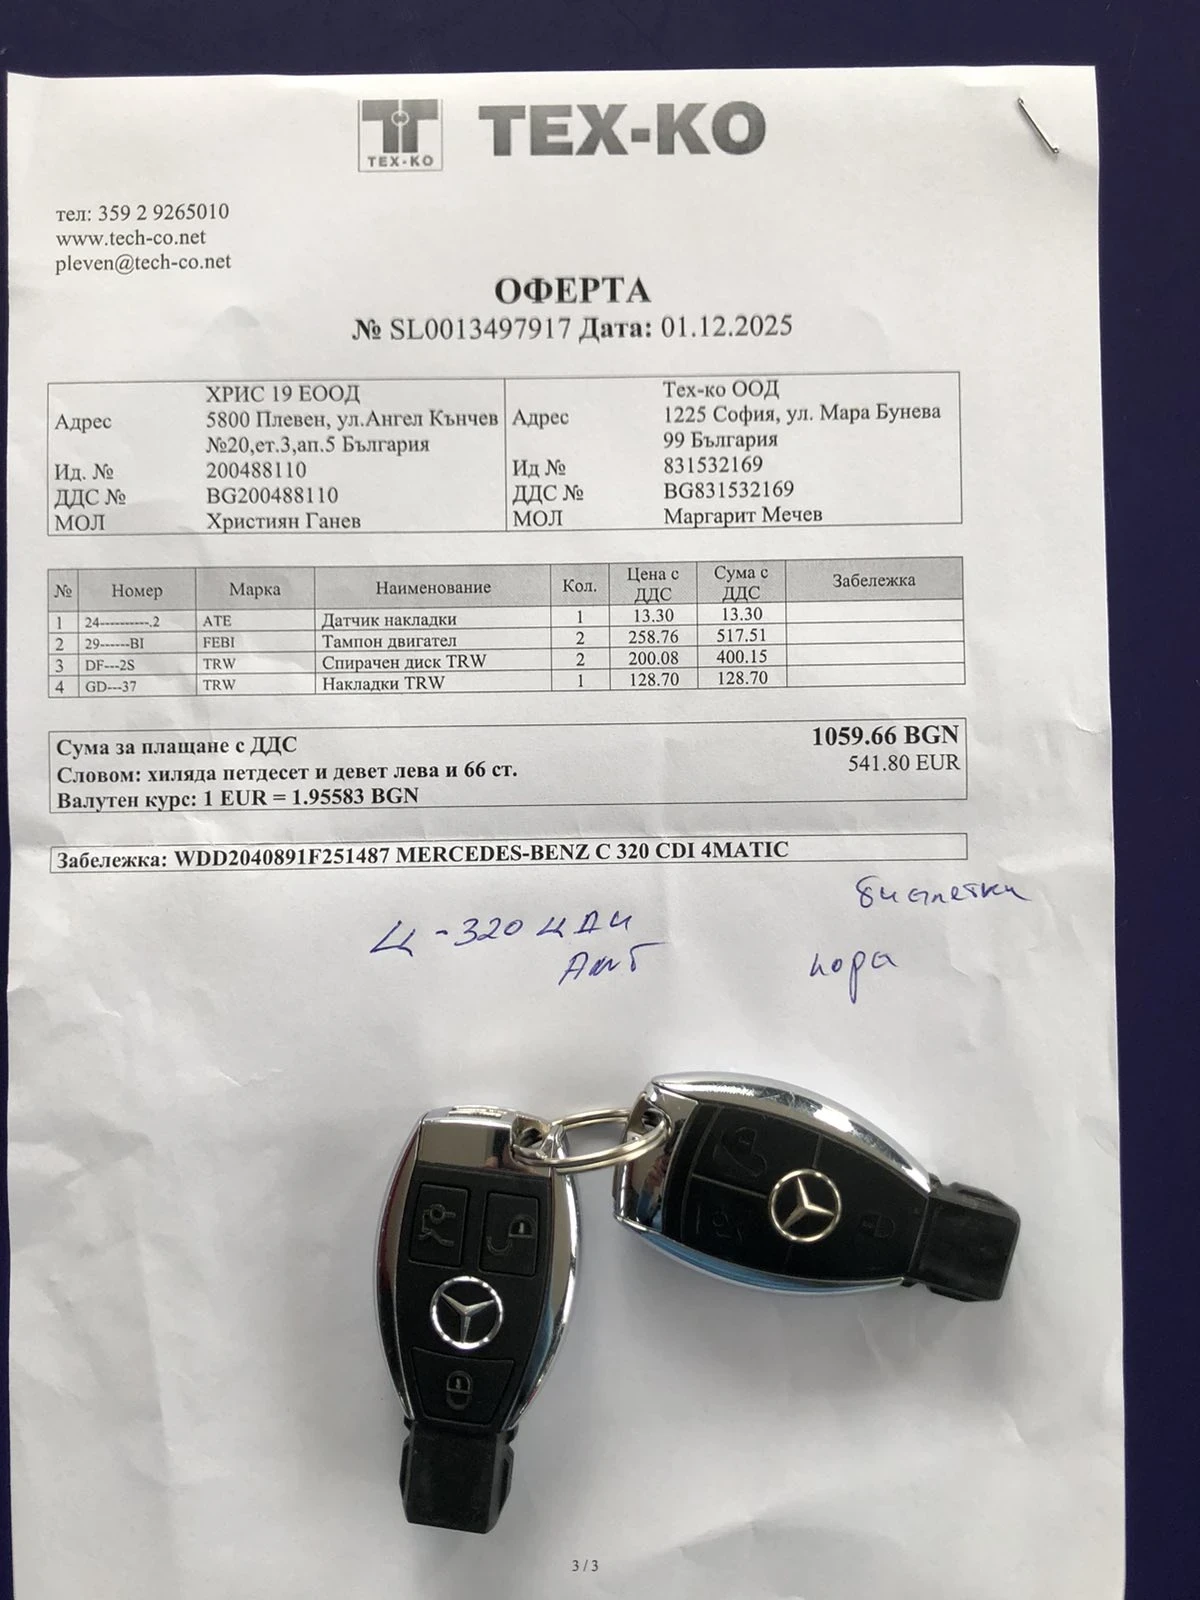 TEX-KO
ТЕХ-КО
тел: 359 2 9265010
www.tech-co.net
pleven@tech-co.net
ОФЕРТА
№ SL0013497917 Дата: 01.12.2025
ХРИС 19 ЕООД
Адрес 5800 Плевен, ул.Ангел Кънчев №20,ет.3,ап.5 България
Ид. № 200488110
ДДС № BG200488110
МОЛ Християн Ганев
Тех-ко ООД
Адрес 1225 София, ул. Мара Бунева 99 България
Ид № 831532169
ДДС № BG831532169
МОЛ Маргарит Мечев
№ Номер Марка Наименование Кол. Цена с ДДС Сума с ДДС Забележка
1 24----------.2 ATE Датчик накладки 1 13.30 13.30
2 29------BI FEBI Тампон двигател 2 258.76 517.51
3 DF---2S TRW Спирачен диск TRW 2 200.08 400.15
4 GD---37 TRW Накладки TRW 1 128.70 128.70
Сума за плащане с ДДС 1059.66 BGN
Словом: хиляда петдесет и девет лева и 66 ст. 541.80 EUR
Валутен курс: 1 EUR = 1.95583 BGN
Забележка: WDD2040891F251487 MERCEDES-BENZ C 320 CDI 4MATIC
биалетки
Ц-320 ЦДИ
кора
3 / 3